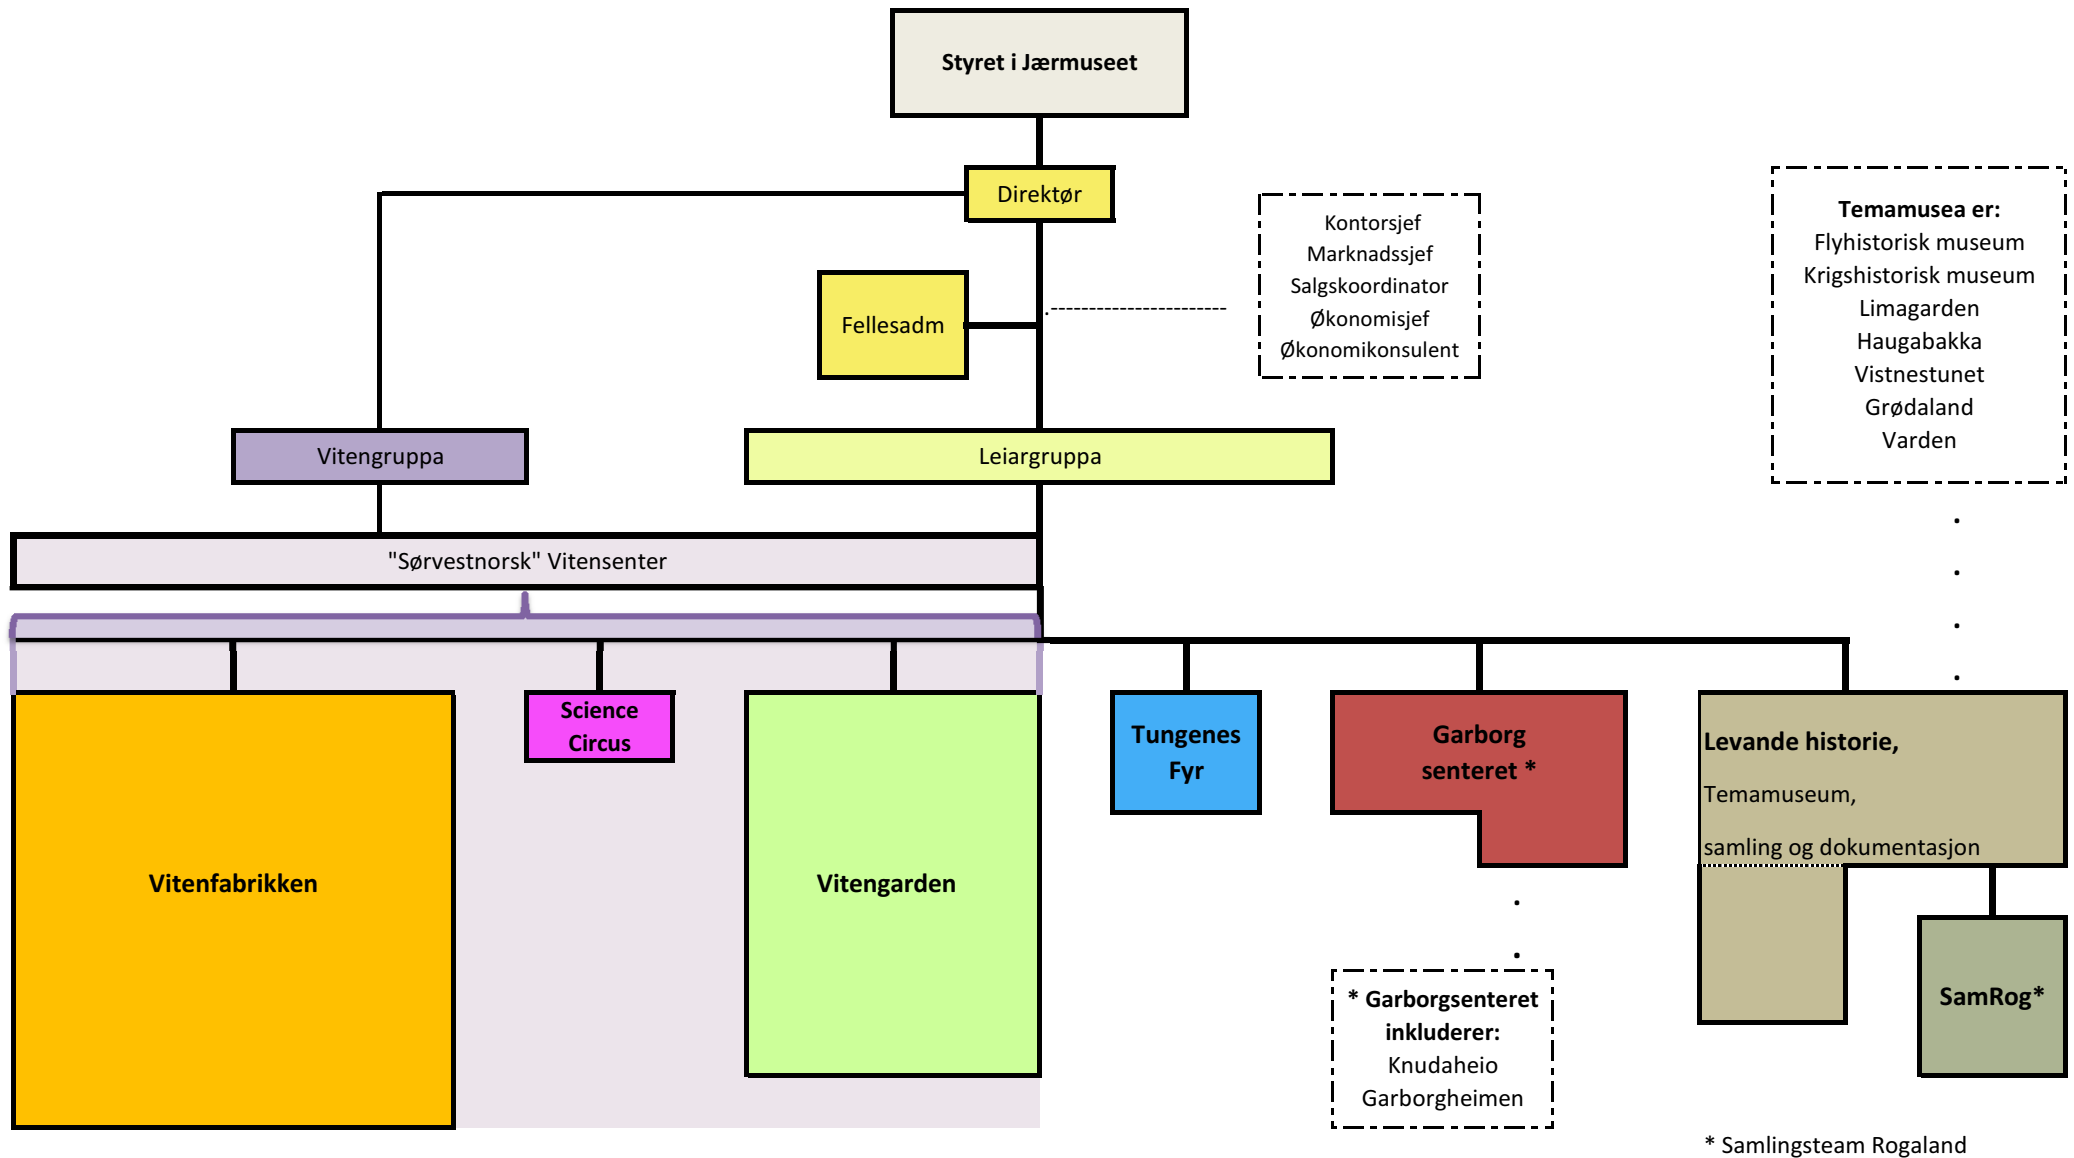 Styret i Jærmuseet
Direktør
Kontorsjef
Marknadssjef
Salgskoordinator
Økonomisjef
Økonomikonsulent
Temamusea er:
Flyhistorisk museum
Krigshistorisk museum
Limagarden
Haugabakka
Vistnestunet
Grødaland
Varden
Fellesadm
Vitengruppa
Leiargruppa
"Sørvestnorsk" Vitensenter
Vitenfabrikken
Science
Circus
Vitengarden
Tungenes
Fyr
Garborg
senteret *
Levande historie,
Temamuseum,
samling og dokumentasjon
* Garborgsenteret
inkluderer:
Knudaheio
Garborgheimen
SamRog*
* Samlingsteam Rogaland